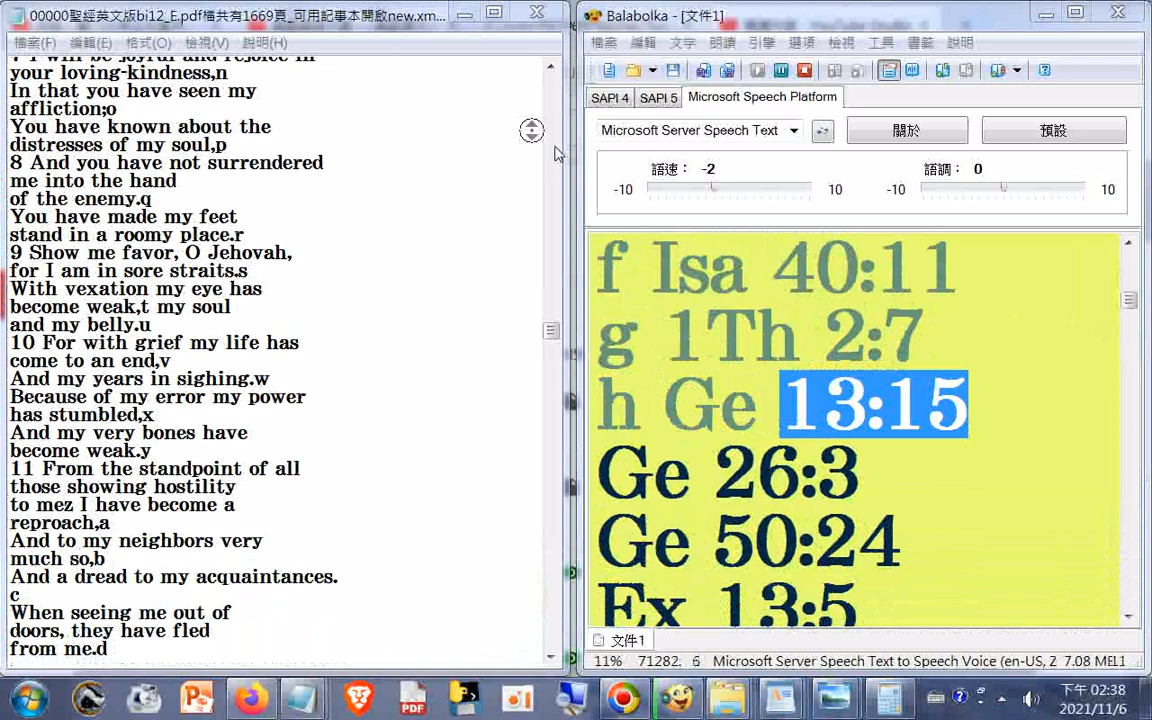 00000聖經英文版bi12_E.pdf檔共有1669頁_可用記事本開啟new.xm...
檔案(F) 編輯(E) 格式(O) 檢視(V) 說明(H)
7 I will be joyful and rejoice in
your loving-kindness,n
In that you have seen my
affliction;o
You have known about the
distresses of my soul,p
8 And you have not surrendered
me into the hand
of the enemy.q
You have made my feet
stand in a roomy place.r
9 Show me favor, O Jehovah,
for I am in sore straits.s
With vexation my eye has
become weak,t my soul
and my belly.u
10 For with grief my life has
come to an end,v
And my years in sighing.w
Because of my error my power
has stumbled,x
And my very bones have
become weak.y
11 From the standpoint of all
those showing hostility
to mez I have become a
reproach,a
And to my neighbors very
much so,b
And a dread to my acquaintances.
c
When seeing me out of
doors, they have fled
from me.d
Balabolka - [文件1]
檔案 編輯 文字 朗讀 引擎 選項 檢視 工具 書籤 說明
SAPI 4 SAPI 5 Microsoft Speech Platform
Microsoft Server Speech Text 關於 預設
語速: -2 語調: 0
-10 10 -10 10
f Isa 40:11
g 1Th 2:7
h Ge 13:15
Ge 26:3
Ge 50:24
Ex 13:5
文件1
11% 71282: 6 Microsoft Server Speech Text to Speech Voice (en-US, Z 7.08 ME11
PDF
下午 02:38
2021/11/6